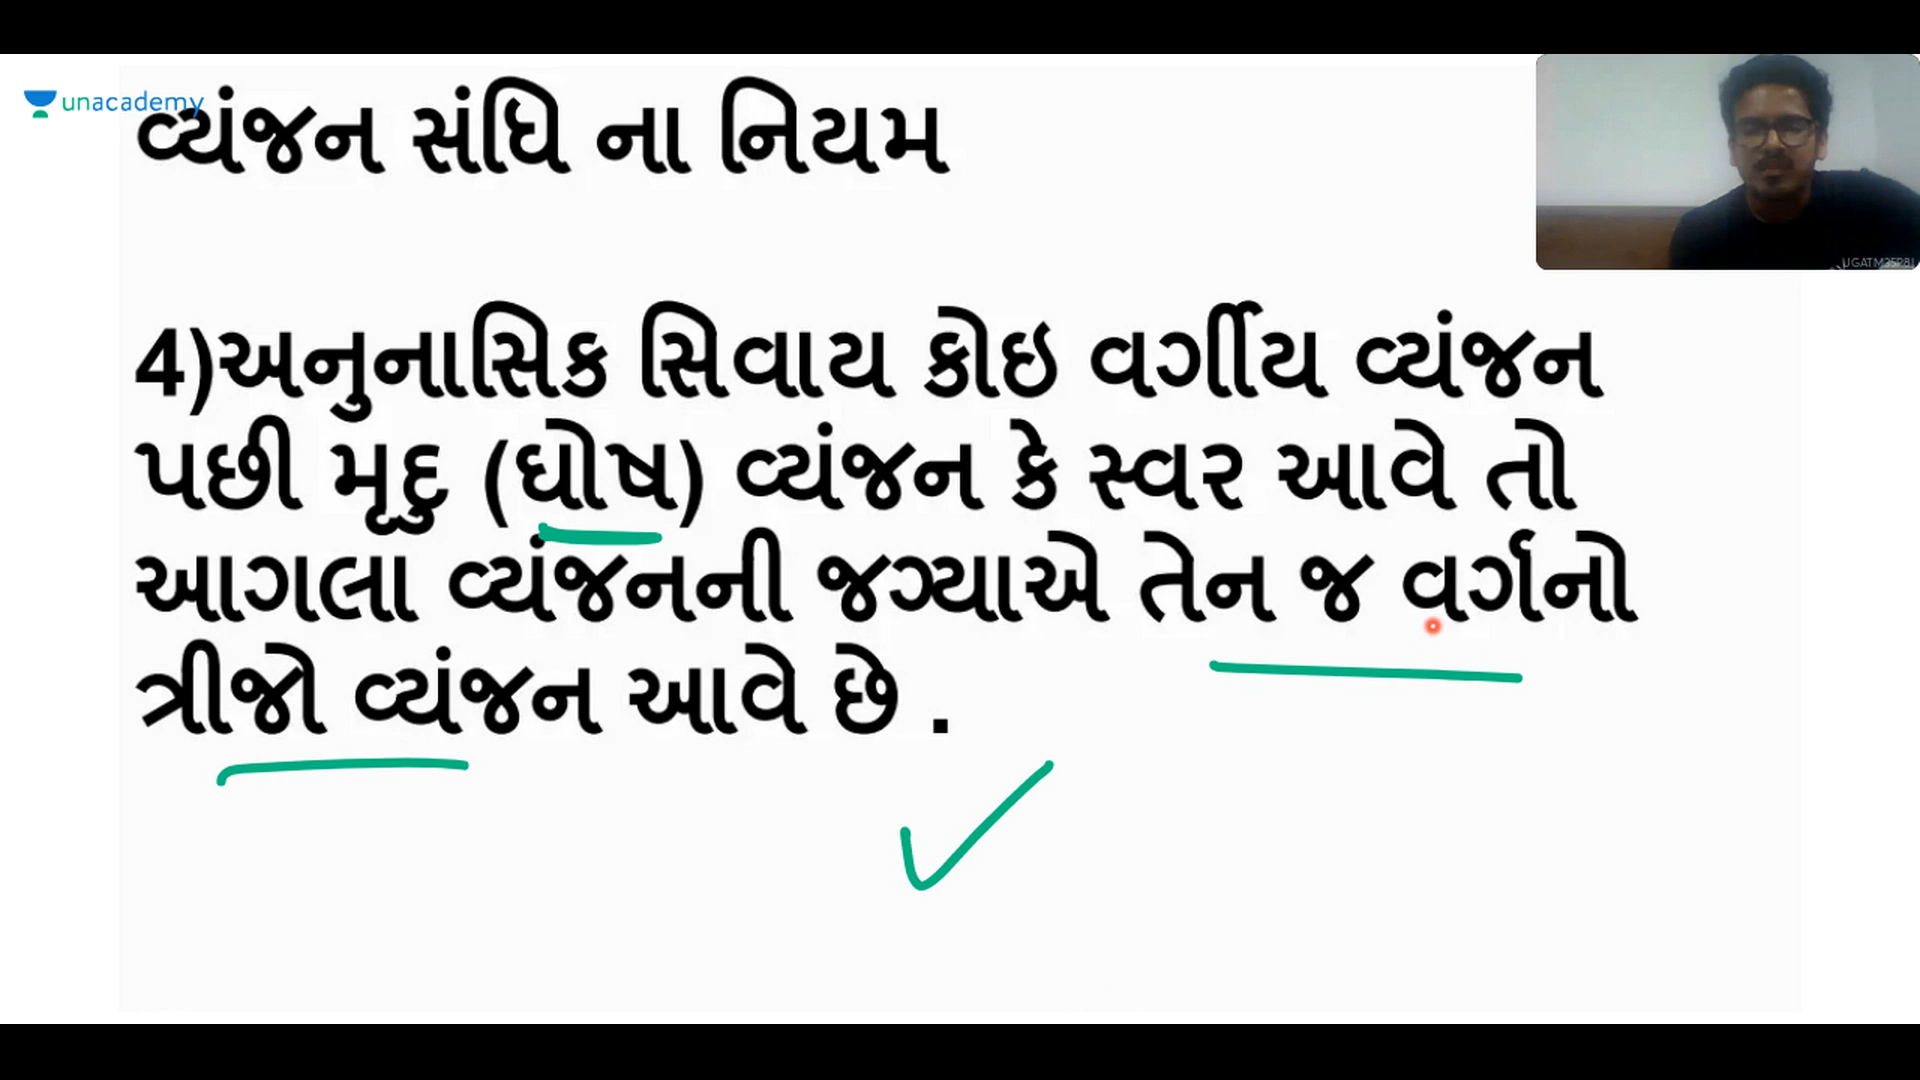 unacademy
વ્યંજન સંધિ ના નિયમ
4)અનુનાસિક સિવાય કોઇ વર્ગીય વ્યંજન
પછી મૃદુ (ઘોષ) વ્યંજન કે સ્વર આવે તો
આગલા વ્યંજનની જગ્યાએ તેન જ વર્ગનો
ત્રીજો વ્યંજન આવે છે .